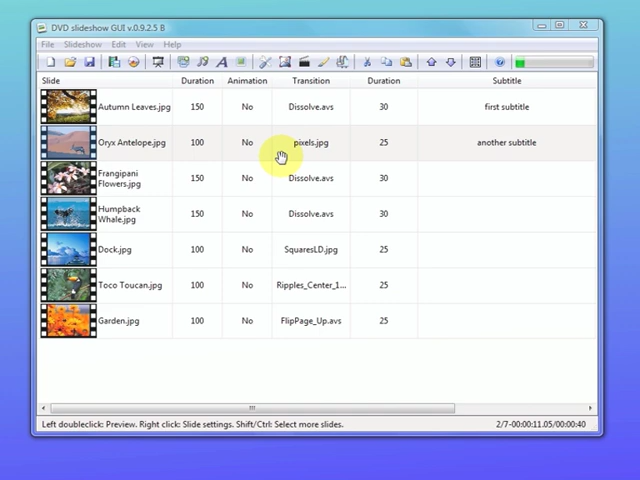 DVD slideshow GUI v.0.9.2.5 B
File Slideshow Edit View Help
Slide Duration Animation Transition Duration Subtitle
Autumn Leaves.jpg 150 No Dissolve.avs 30 first subtitle
Oryx Antelope.jpg 100 No pixels.jpg 25 another subtitle
Frangipani
Flowers.jpg 150 No Dissolve.avs 30
Humpback
Whale.jpg 150 No Dissolve.avs 30
Dock.jpg 100 No SquaresLD.jpg 25
Toco Toucan.jpg 100 No Ripples_Center_1... 25
Garden.jpg 100 No FlipPage_Up.avs 25
Left doubleclick: Preview. Right click: Slide settings. Shift/Ctrl: Select more slides. 2/7-00:00:11.05/00:00:40